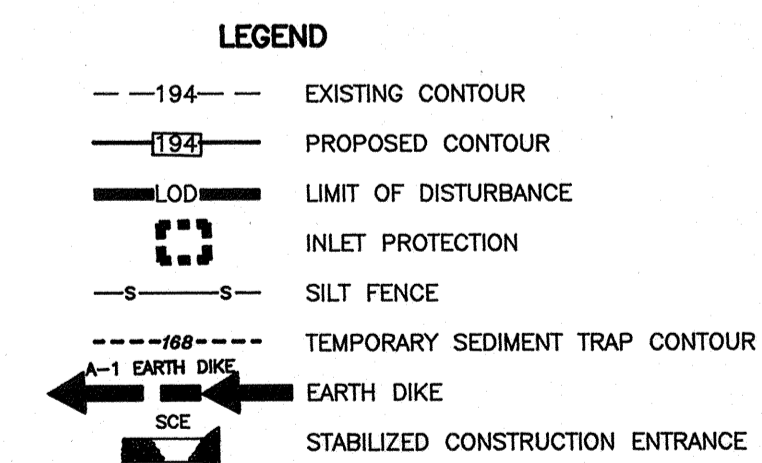 LEGEND
194 EXISTING CONTOUR
194 PROPOSED CONTOUR
LOD LIMIT OF DISTURBANCE
INLET PROTECTION
S S SILT FENCE
168 TEMPORARY SEDIMENT TRAP CONTOUR
A-1 EARTH DIKE
EARTH DIKE
SCE
STABILIZED CONSTRUCTION ENTRANCE